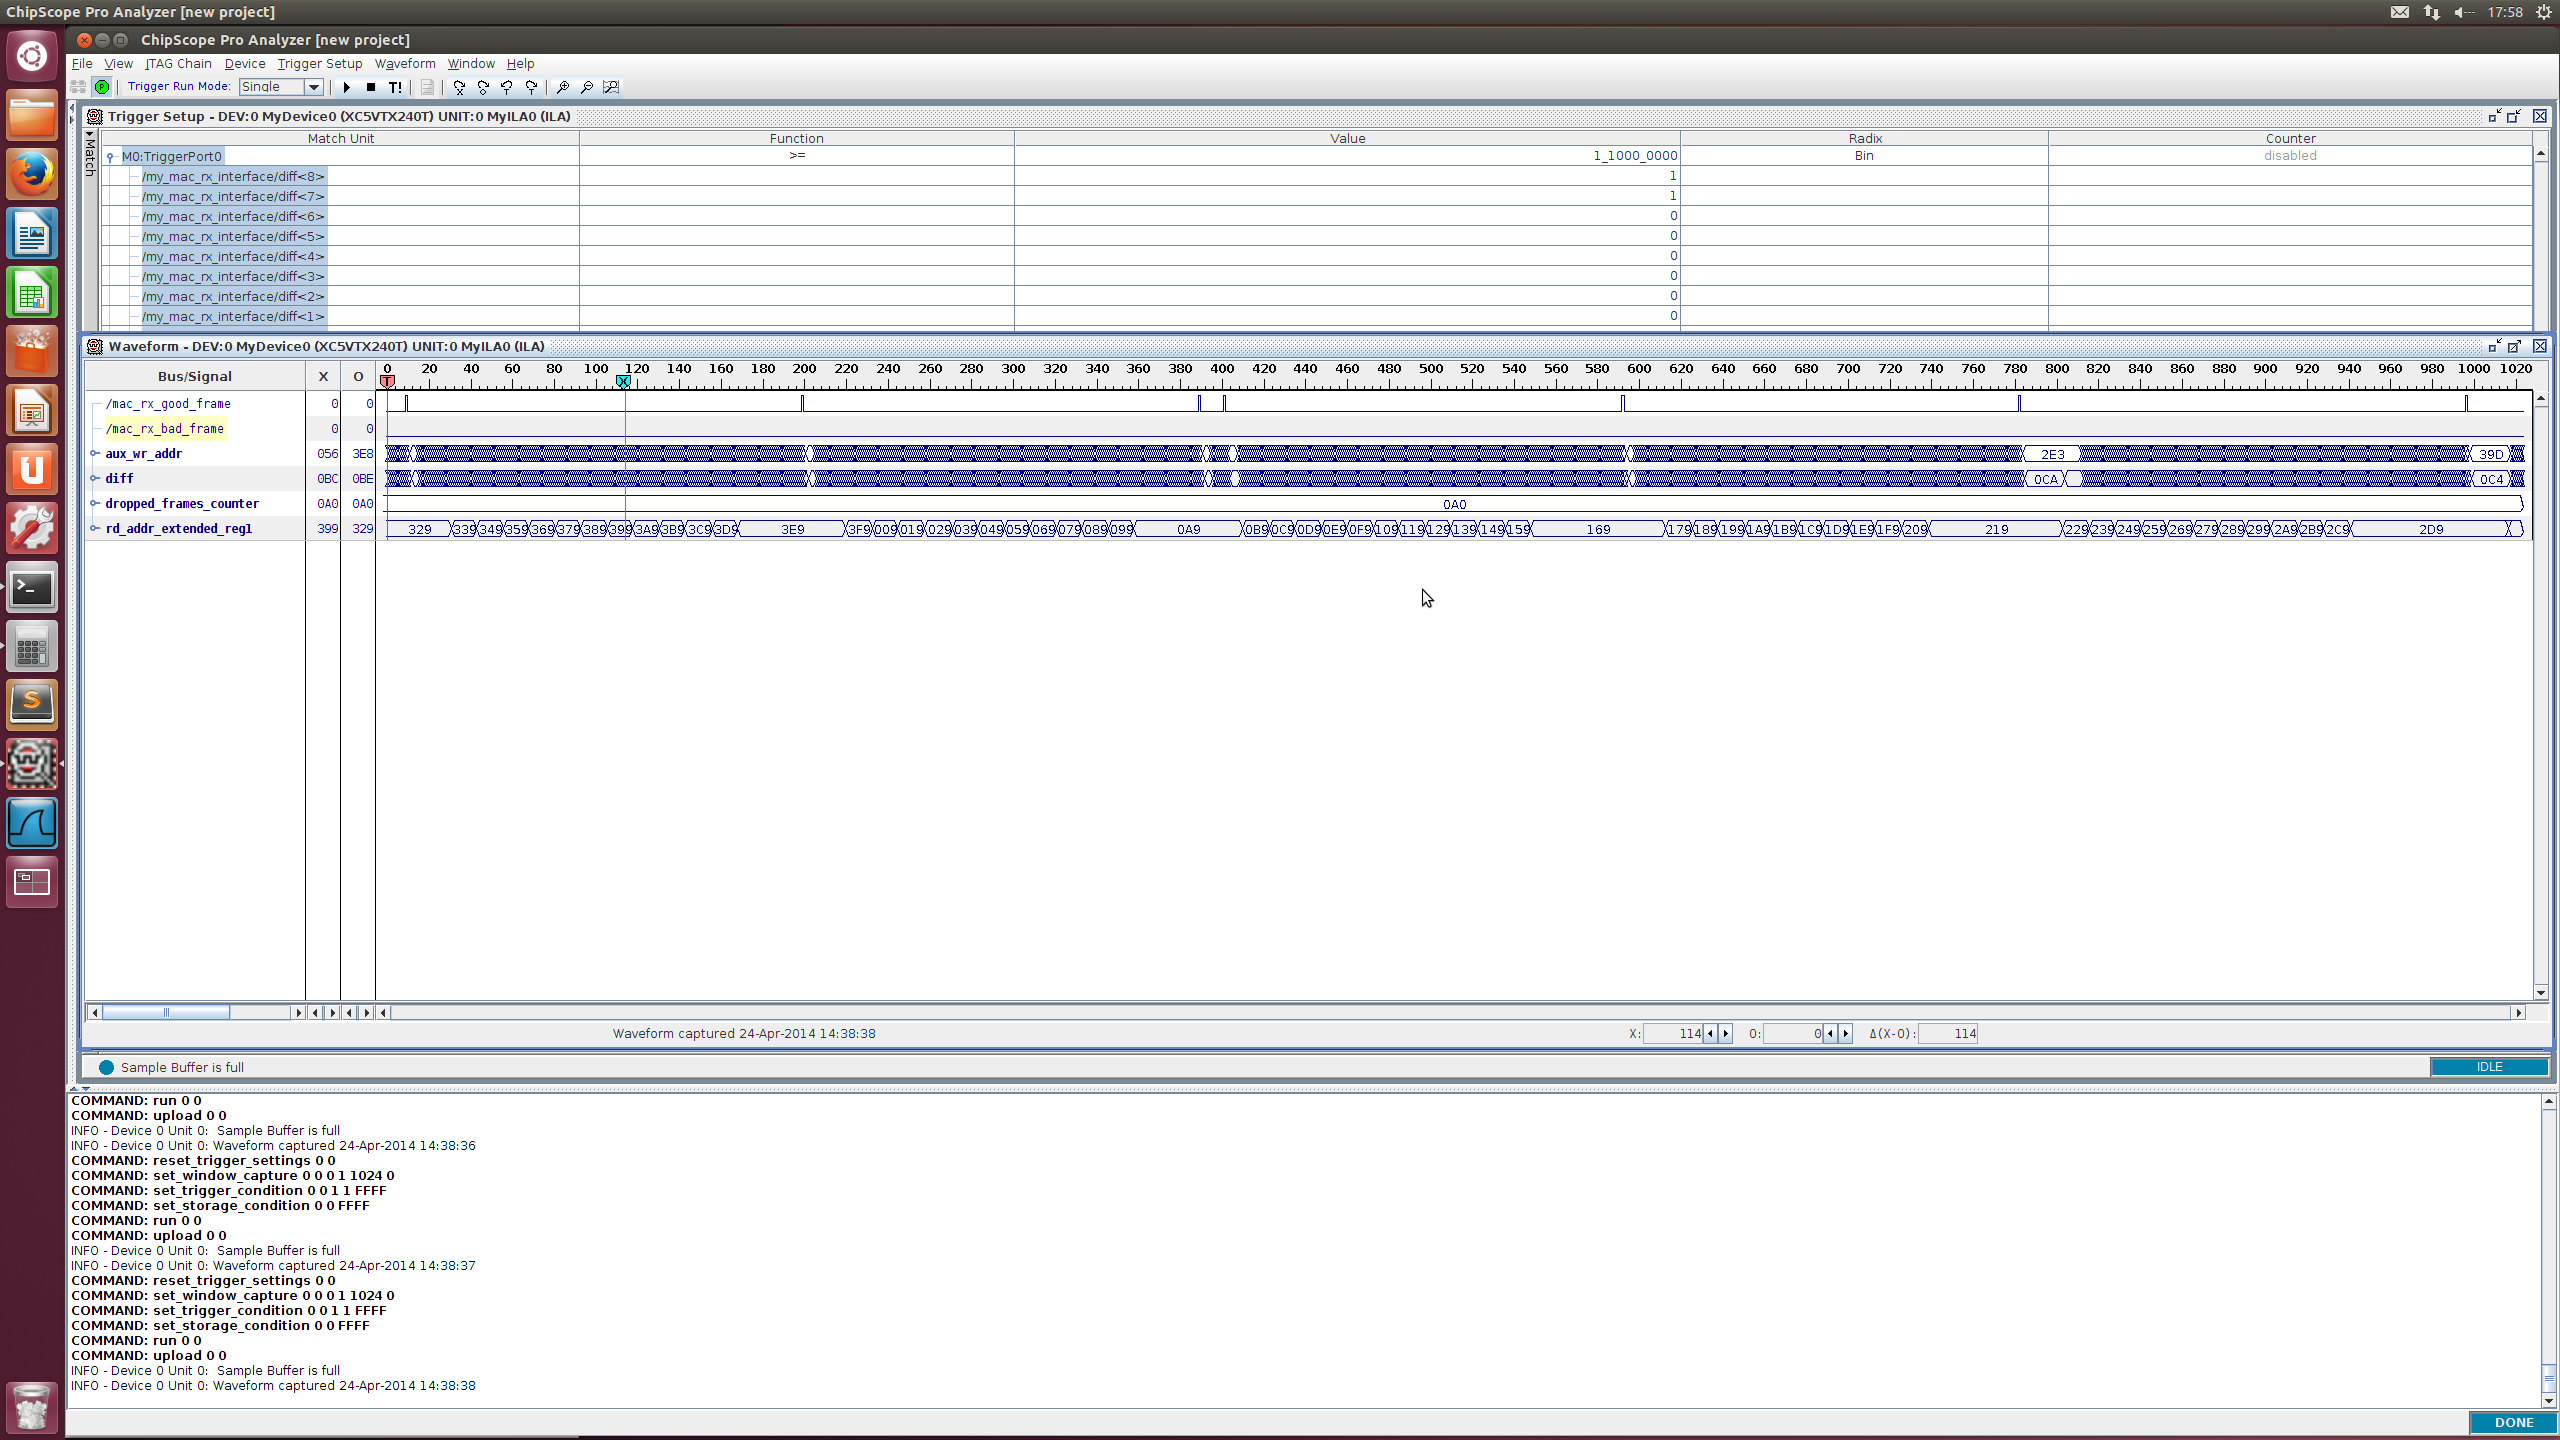 ChipScope Pro Analyzer [new project]
17:58
ChipScope Pro Analyzer [new project]
File View JTAG Chain Device Trigger Setup Waveform Window Help
Trigger Run Mode: Single T!
Trigger Setup - DEV:0 MyDevice0 (XC5VTX240T) UNIT:0 MyILA0 (ILA)
Match
Match Unit Function Value Radix Counter
M0:TriggerPort0 >= 1_1000_0000 Bin disabled
/my_mac_rx_interface/diff<8> 1
/my_mac_rx_interface/diff<7> 1
/my_mac_rx_interface/diff<6> 0
/my_mac_rx_interface/diff<5> 0
/my_mac_rx_interface/diff<4> 0
/my_mac_rx_interface/diff<3> 0
/my_mac_rx_interface/diff<2> 0
/my_mac_rx_interface/diff<1> 0
Waveform - DEV:0 MyDevice0 (XC5VTX240T) UNIT:0 MyILA0 (ILA)
Bus/Signal X O 0 20 40 60 80 100 120 140 160 180 200 220 240 260 280 300 320 340 360 380 400 420 440 460 480 500 520 540 560 580 600 620 640 660 680 700 720 740 760 780 800 820 840 860 880 900 920 940 960 980 1000 1020
T X
/mac_rx_good_frame 0 0
/mac_rx_bad_frame 0 0
aux_wr_addr 056 3E8 2E3 39D
diff 0BC 0BE 0CA 0C4
dropped_frames_counter 0A0 0A0 0A0
rd_addr_extended_reg1 399 329 329 339 349 359 369 379 389 399 3A9 3B9 3C9 3D9 3E9 3F9 009 019 029 039 049 059 069 079 089 099 0A9 0B9 0C9 0D9 0E9 0F9 109 119 129 139 149 159 169 179 189 199 1A9 1B9 1C9 1D9 1E9 1F9 209 219 229 239 249 259 269 279 289 299 2A9 2B9 2C9 2D9
Waveform captured 24-Apr-2014 14:38:38 X: 114 O: 0 Δ(X-O): 114
Sample Buffer is full IDLE
COMMAND: run 0 0
COMMAND: upload 0 0
INFO - Device 0 Unit 0: Sample Buffer is full
INFO - Device 0 Unit 0: Waveform captured 24-Apr-2014 14:38:36
COMMAND: reset_trigger_settings 0 0
COMMAND: set_window_capture 0 0 0 1 1024 0
COMMAND: set_trigger_condition 0 0 1 1 FFFF
COMMAND: set_storage_condition 0 0 FFFF
COMMAND: run 0 0
COMMAND: upload 0 0
INFO - Device 0 Unit 0: Sample Buffer is full
INFO - Device 0 Unit 0: Waveform captured 24-Apr-2014 14:38:37
COMMAND: reset_trigger_settings 0 0
COMMAND: set_window_capture 0 0 0 1 1024 0
COMMAND: set_trigger_condition 0 0 1 1 FFFF
COMMAND: set_storage_condition 0 0 FFFF
COMMAND: run 0 0
COMMAND: upload 0 0
INFO - Device 0 Unit 0: Sample Buffer is full
INFO - Device 0 Unit 0: Waveform captured 24-Apr-2014 14:38:38
DONE